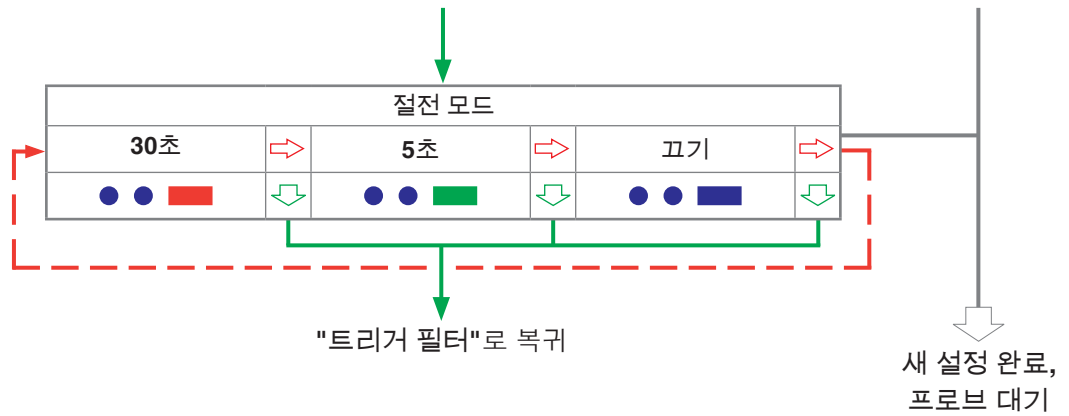 절전 모드
30초
5초
끄기
"트리거 필터"로 복귀
새 설정 완료,
프로브 대기